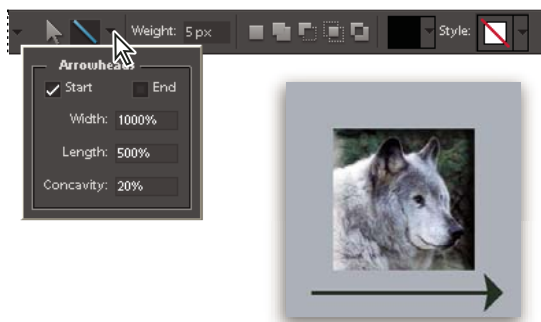 Weight: 5 px Style:
Arrowheads
Start End
Width: 1000%
Length: 500%
Concavity: 20%